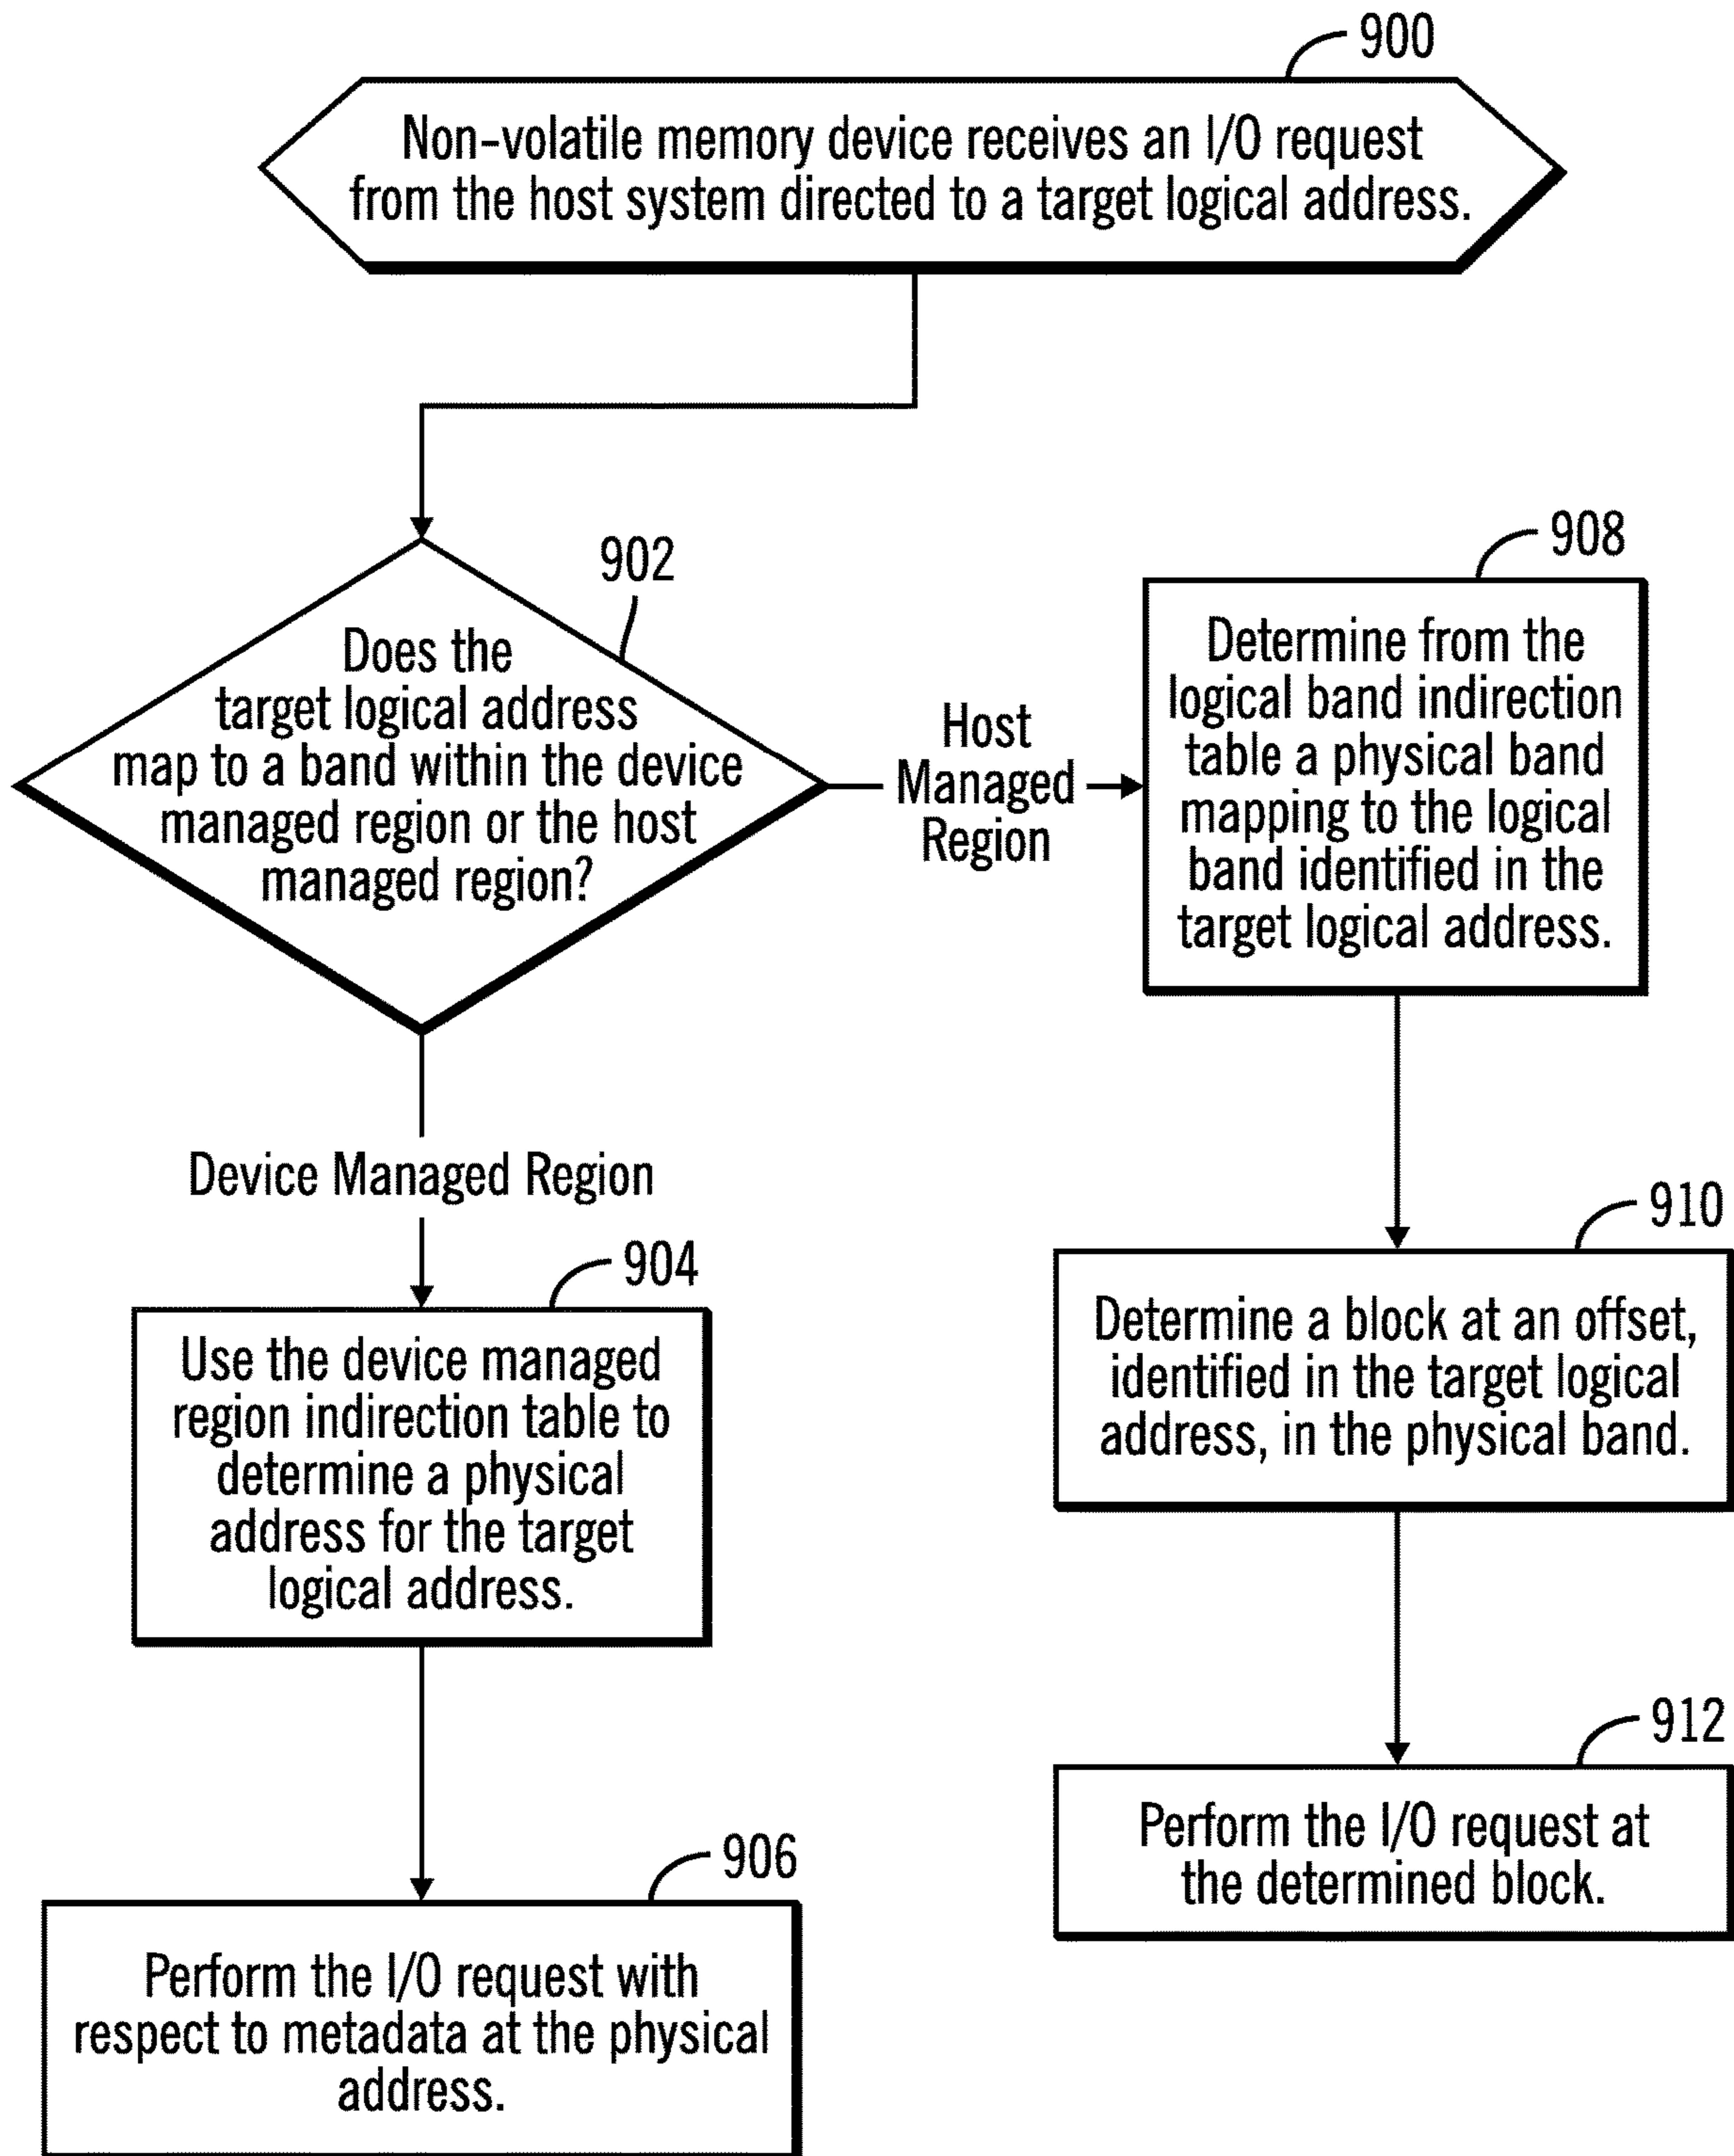 900
Non-volatile memory device receives an I/O request
from the host system directed to a target logical address.
902
Does the
target logical address
map to a band within the device
managed region or the host
managed region?
Host
Managed
Region
908
Determine from the
logical band indirection
table a physical band
mapping to the logical
band identified in the
target logical address.
Device Managed Region
904
Use the device managed
region indirection table to
determine a physical
address for the target
logical address.
910
Determine a block at an offset,
identified in the target logical
address, in the physical band.
906
Perform the I/O request with
respect to metadata at the physical
address.
912
Perform the I/O request at
the determined block.